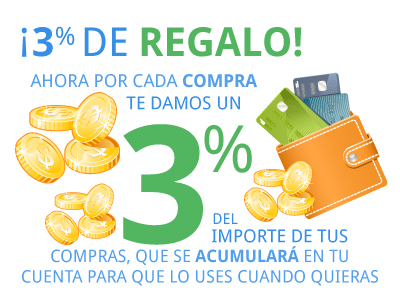 ¡3% DE REGALO!
AHORA POR CADA COMPRA
TE DAMOS UN
3%
DEL
IMPORTE DE TUS
COMPRAS, QUE SE ACUMULARÁ EN TU
CUENTA PARA QUE LO USES CUANDO QUIERAS